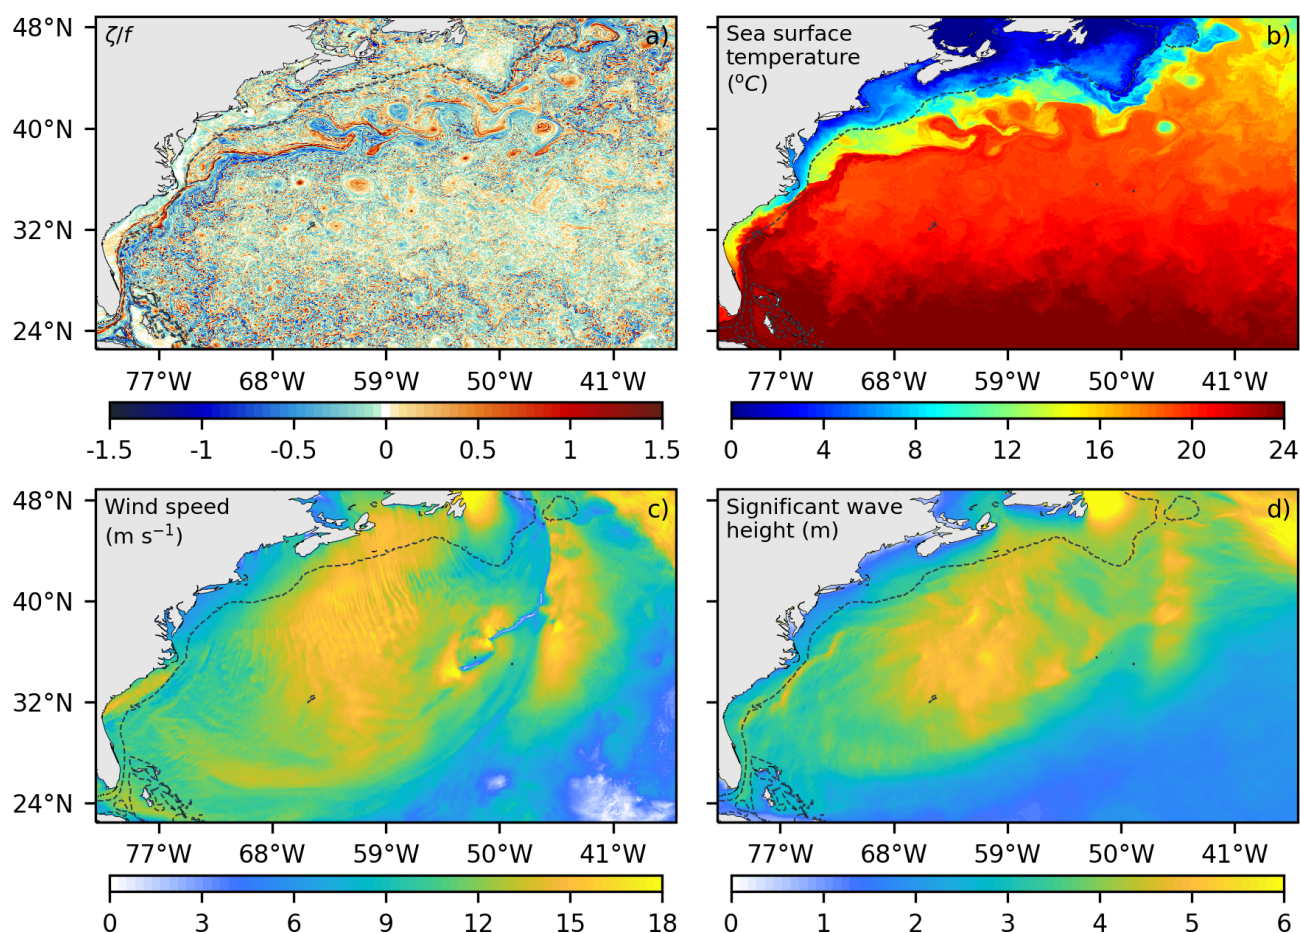 48°N
40°N
32°N
24°N
ζ/f
a)
77°W
68°W
59°W
50°W
41°W
-1.5
-1
-0.5
0
0.5
1
1.5
Sea surface
temperature
(°C)
b)
77°W
68°W
59°W
50°W
41°W
0
4
8
12
16
20
24
48°N
40°N
32°N
24°N
Wind speed
(m s⁻¹)
c)
77°W
68°W
59°W
50°W
41°W
0
3
6
9
12
15
18
Significant wave
height (m)
d)
77°W
68°W
59°W
50°W
41°W
0
1
2
3
4
5
6